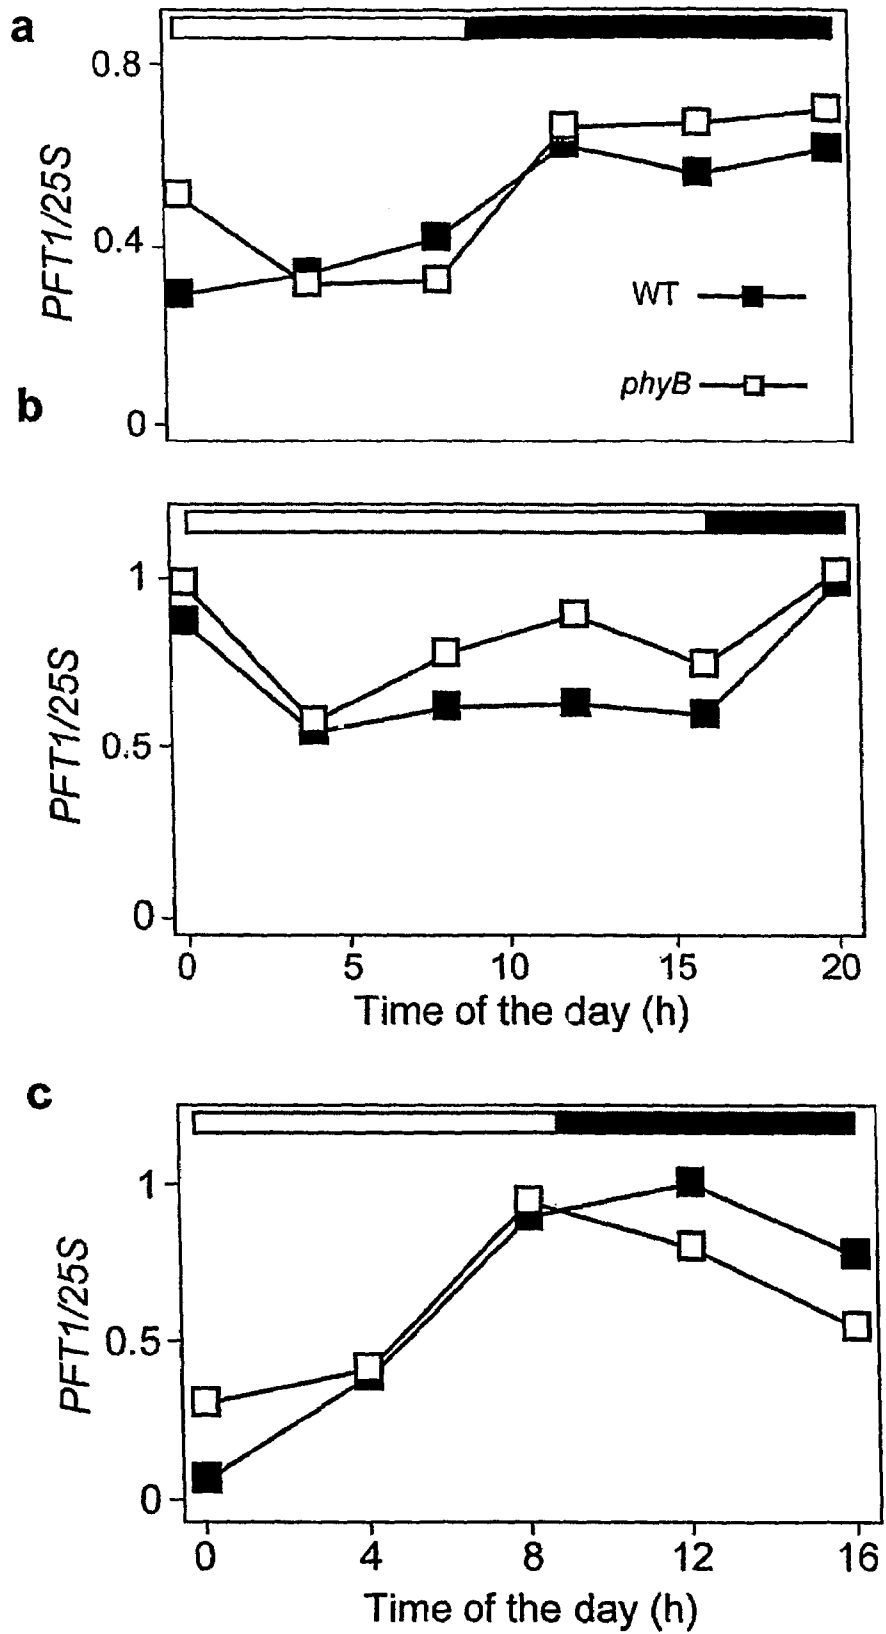 a
0.8
0.4
0
PFT1/25S
WT
phyB
b
1
0.5
0
PFT1/25S
0 5 10 15 20
Time of the day (h)
c
1
0.5
0
PFT1/25S
0 4 8 12 16
Time of the day (h)